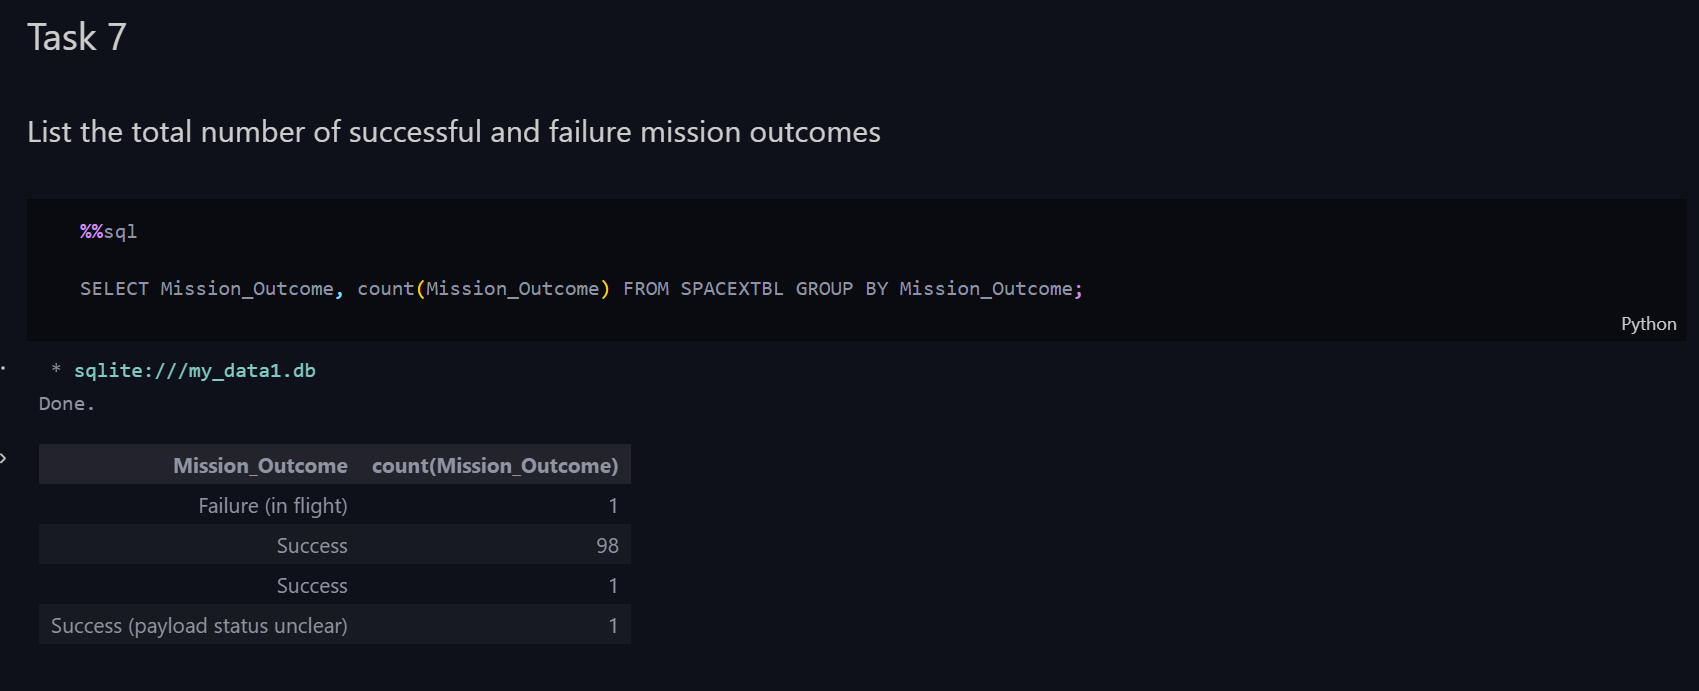 Task 7
List the total number of successful and failure mission outcomes
%%sql
SELECT Mission_Outcome, count(Mission_Outcome) FROM SPACEXTBL GROUP BY Mission_Outcome;
Python
* sqlite:///my_data1.db
Done.
Mission_Outcome count(Mission_Outcome)
Failure (in flight) 1
Success 98
Success 1
Success (payload status unclear) 1